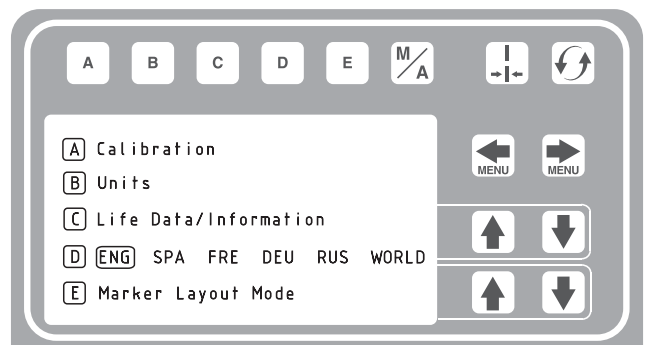 A B C D E M/A
MENU MENU
A Calibration
B Units
C Life Data/Information
D ENG SPA FRE DEU RUS WORLD
E Marker Layout Mode